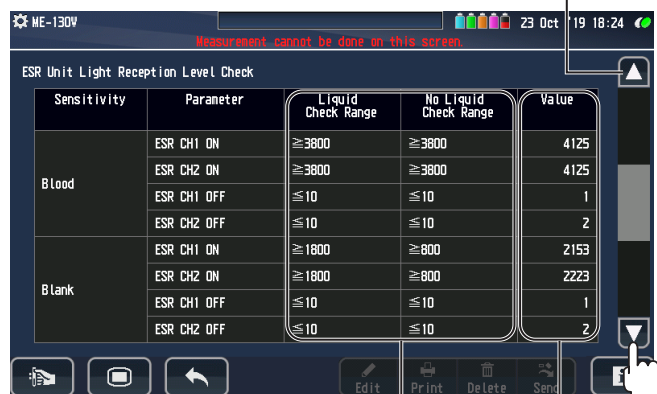 ME-130V
23 Oct '19 18:24
Measurement cannot be done on this screen.
ESR Unit Light Reception Level Check
Sensitivity Parameter Liquid Check Range No Liquid Check Range Value
Blood
ESR CH1 ON ≧3800 ≧3800 4125
ESR CH2 ON ≧3800 ≧3800 4125
ESR CH1 OFF ≦10 ≦10 1
ESR CH2 OFF ≦10 ≦10 2
Blank
ESR CH1 ON ≧1800 ≧800 2153
ESR CH2 ON ≧1800 ≧800 2223
ESR CH1 OFF ≦10 ≦10 1
ESR CH2 OFF ≦10 ≦10 2
Edit Print Delete Send